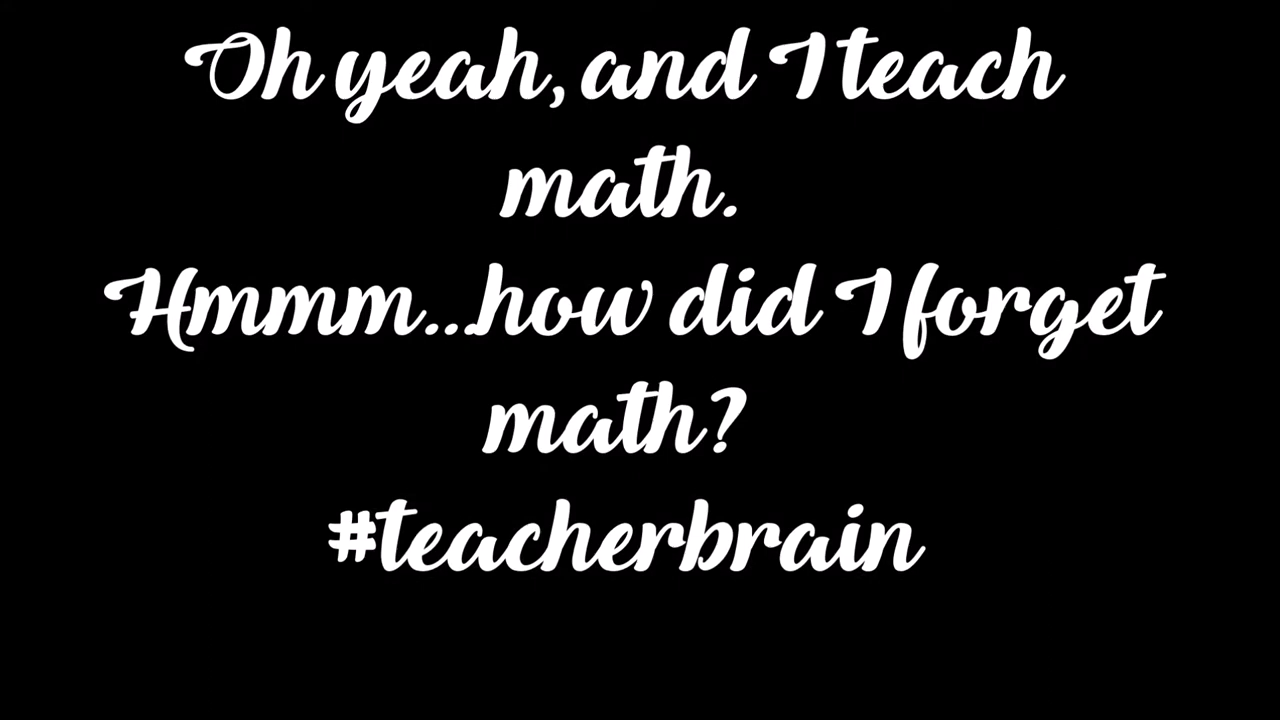 Oh yeah, and I teach
math.
Hmmm...how did I forget
math?
#teacherbrain